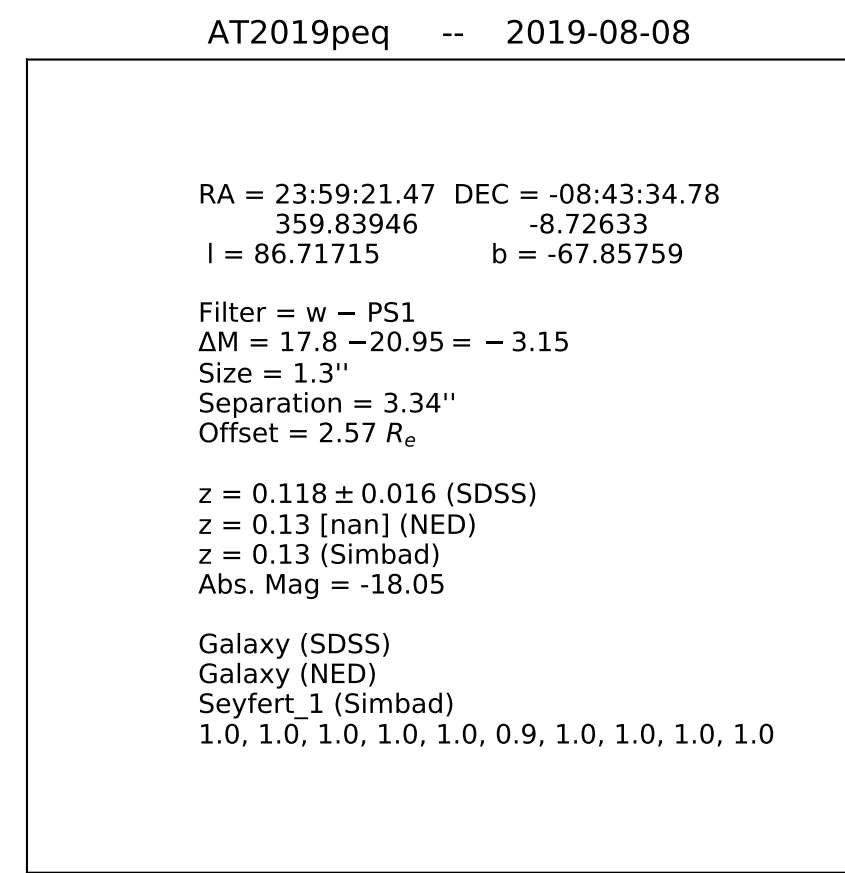 AT2019peq -- 2019-08-08
RA = 23:59:21.47 DEC = -08:43:34.78
359.83946 -8.72633
l = 86.71715 b = -67.85759
Filter = w − PS1
ΔM = 17.8 −20.95 = − 3.15
Size = 1.3''
Separation = 3.34''
Offset = 2.57 Rₑ
z = 0.118 ± 0.016 (SDSS)
z = 0.13 [nan] (NED)
z = 0.13 (Simbad)
Abs. Mag = -18.05
Galaxy (SDSS)
Galaxy (NED)
Seyfert_1 (Simbad)
1.0, 1.0, 1.0, 1.0, 1.0, 0.9, 1.0, 1.0, 1.0, 1.0